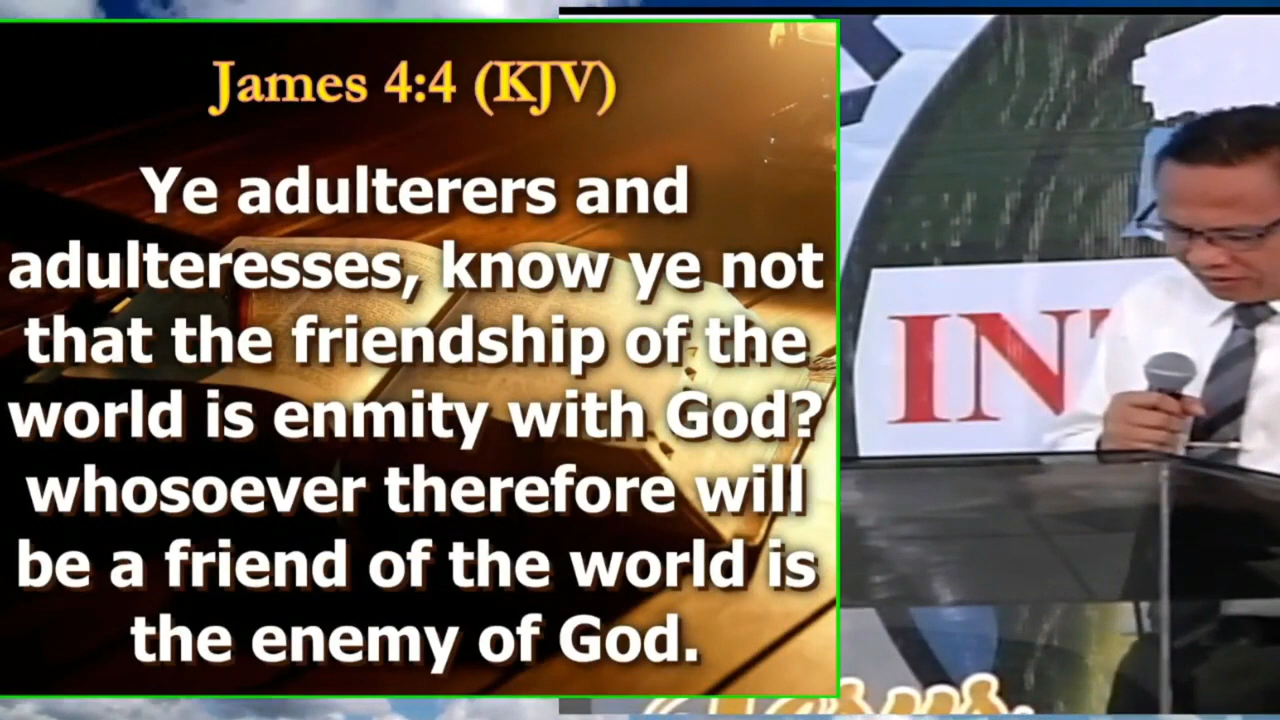 James 4:4 (KJV)
Ye adulterers and
adulteresses, know ye not
that the friendship of the
world is enmity with God?
whosoever therefore will
be a friend of the world is
the enemy of God.